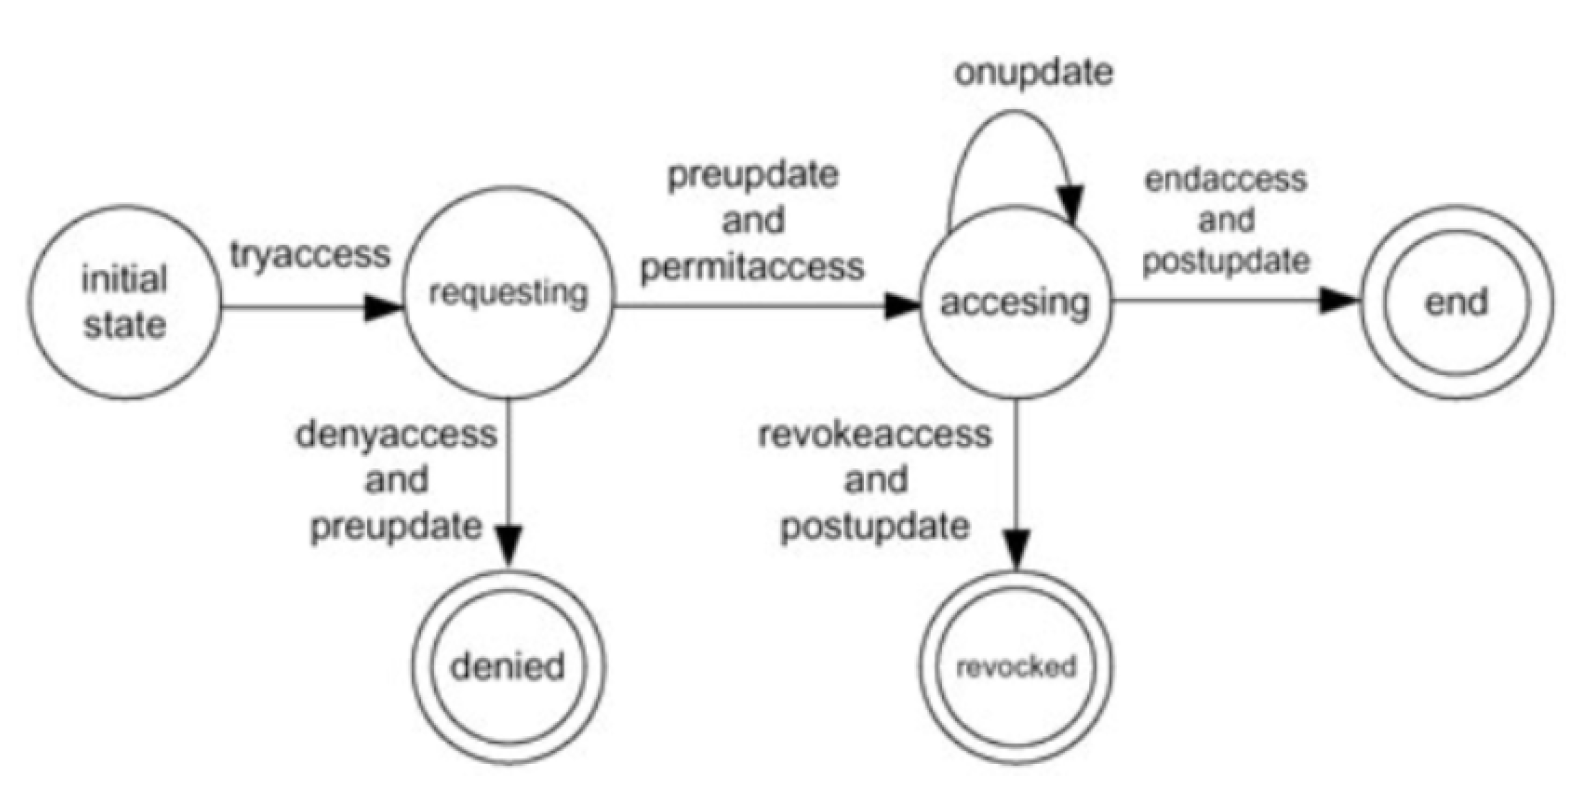 onupdate
preupdate
and
permitaccess
endaccess
and
postupdate
initial
state
tryaccess
requesting
accesing
end
denyaccess
and
preupdate
revokeaccess
and
postupdate
denied
revocked